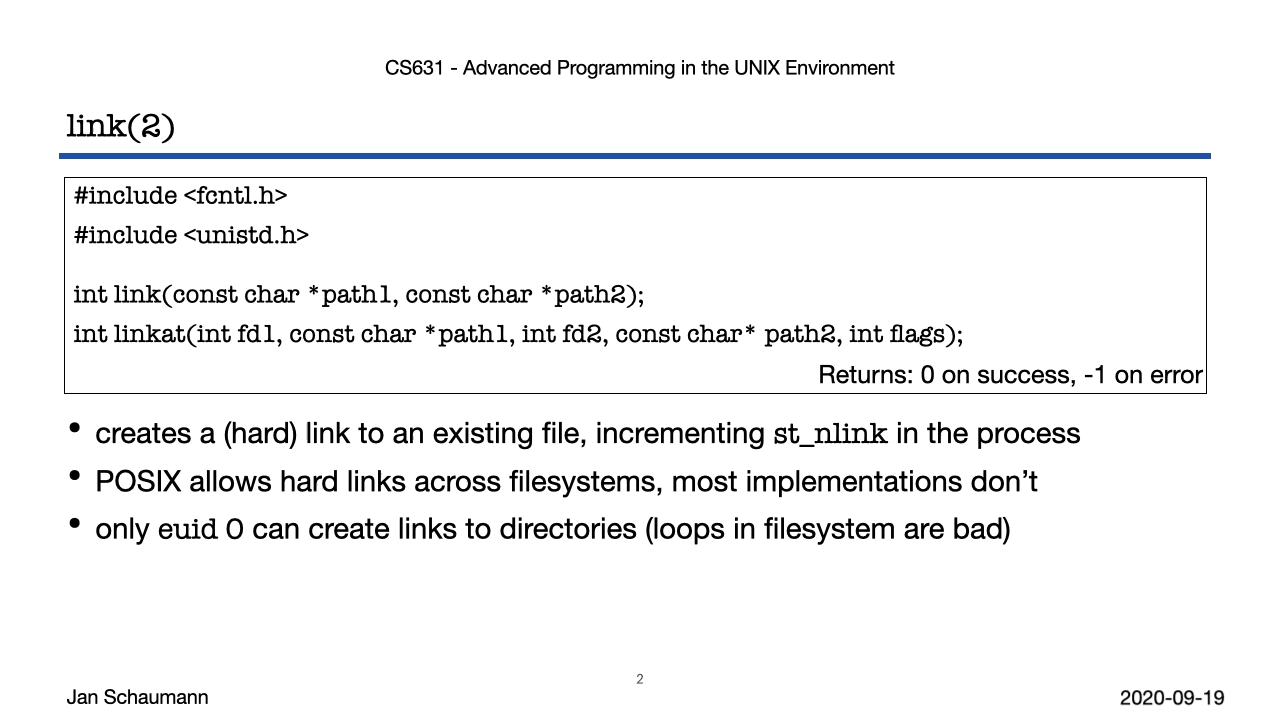 CS631 - Advanced Programming in the UNIX Environment
link(2)
#include <fcntl.h>
#include <unistd.h>
int link(const char *path1, const char *path2);
int linkat(int fd1, const char *path1, int fd2, const char* path2, int flags);
Returns: 0 on success, -1 on error
• creates a (hard) link to an existing file, incrementing st_nlink in the process
• POSIX allows hard links across filesystems, most implementations don’t
• only euid 0 can create links to directories (loops in filesystem are bad)
2
Jan Schaumann
2020-09-19